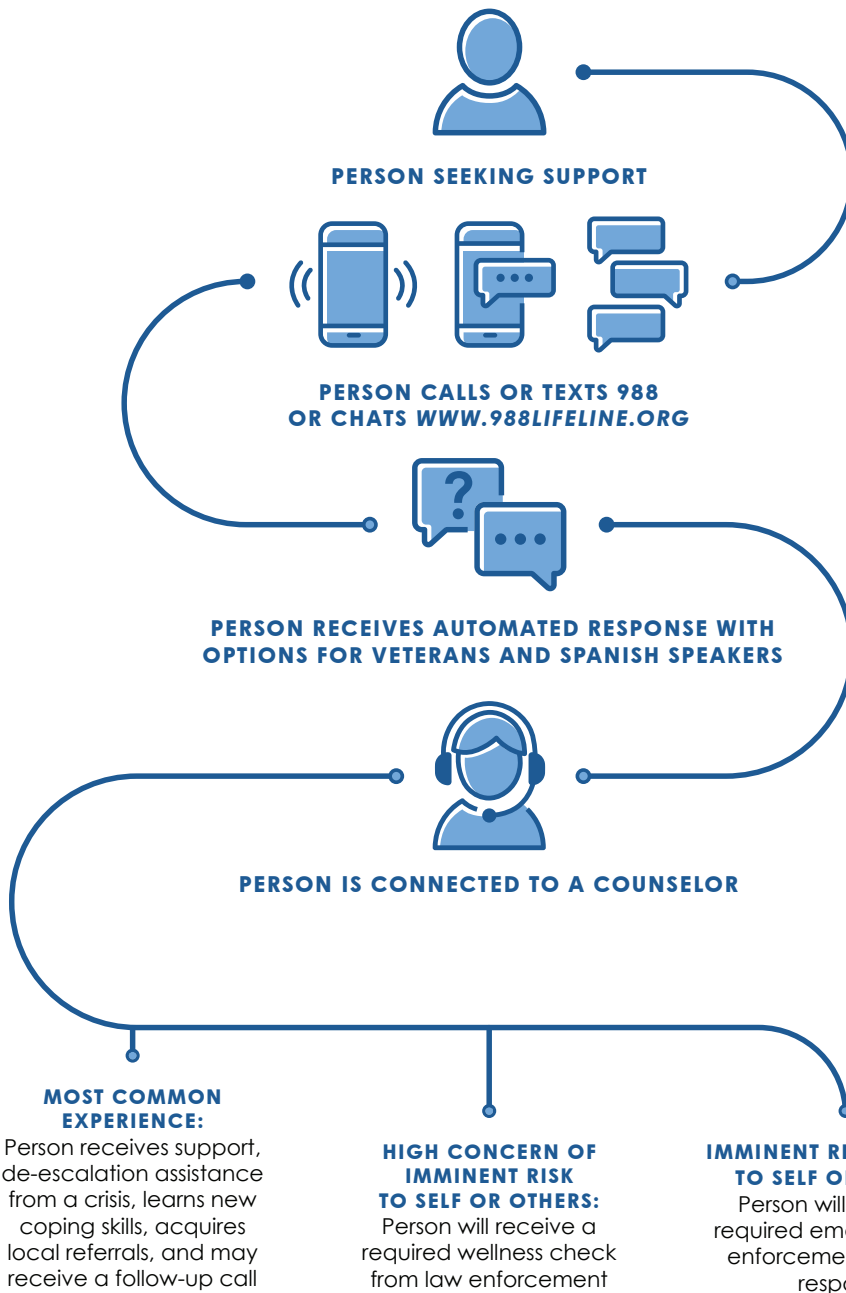 PERSON SEEKING SUPPORT
PERSON CALLS OR TEXTS 988
OR CHATS WWW.988LIFELINE.ORG
?
PERSON RECEIVES AUTOMATED RESPONSE WITH
OPTIONS FOR VETERANS AND SPANISH SPEAKERS
PERSON IS CONNECTED TO A COUNSELOR
MOST COMMON
EXPERIENCE:
Person receives support,
de-escalation assistance
from a crisis, learns new
coping skills, acquires
local referrals, and may
receive a follow-up call
HIGH CONCERN OF
IMMINENT RISK
TO SELF OR OTHERS:
Person will receive a
required wellness check
from law enforcement
IMMINENT
TO SELF
Person will
required